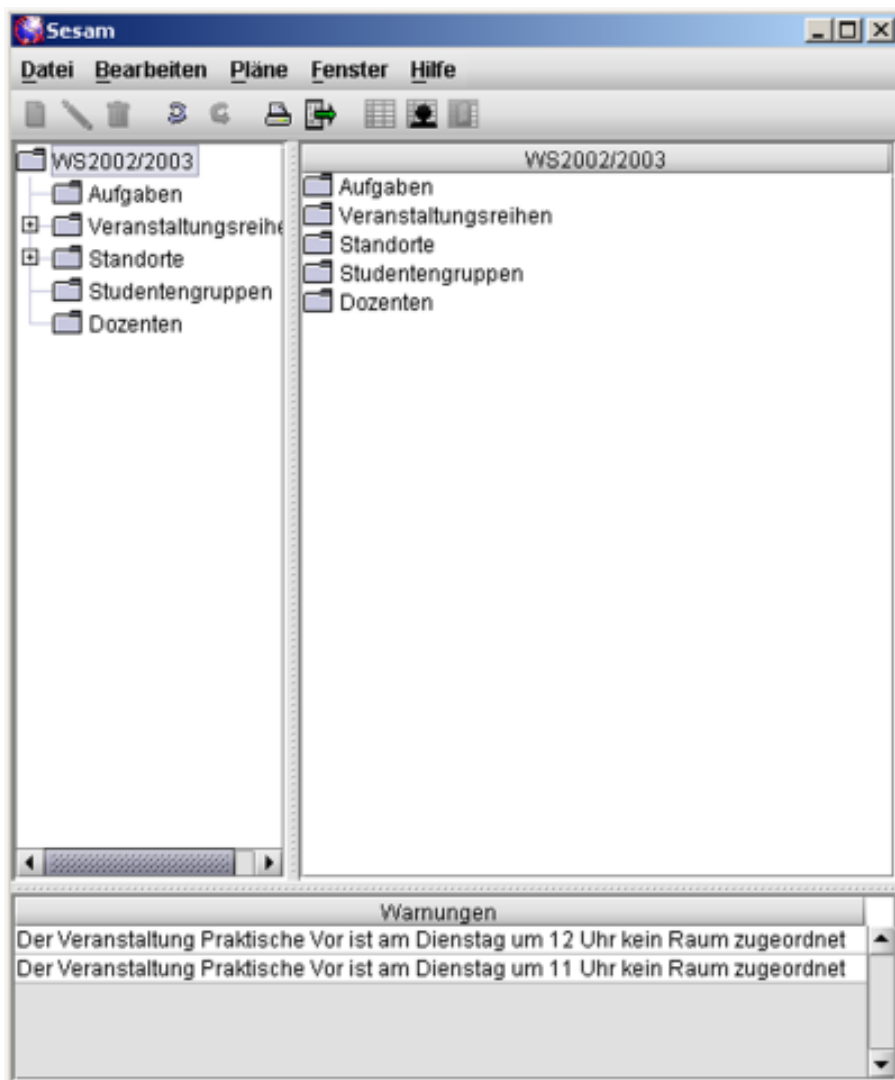 Sesam
Datei Bearbeiten Pläne Fenster Hilfe
WS2002/2003
Aufgaben
Veranstaltungsreihe
Standorte
Studentengruppen
Dozenten
WS2002/2003
Aufgaben
Veranstaltungsreihen
Standorte
Studentengruppen
Dozenten
Warnungen
Der Veranstaltung Praktische Vor ist am Dienstag um 12 Uhr kein Raum zugeordnet
Der Veranstaltung Praktische Vor ist am Dienstag um 11 Uhr kein Raum zugeordnet